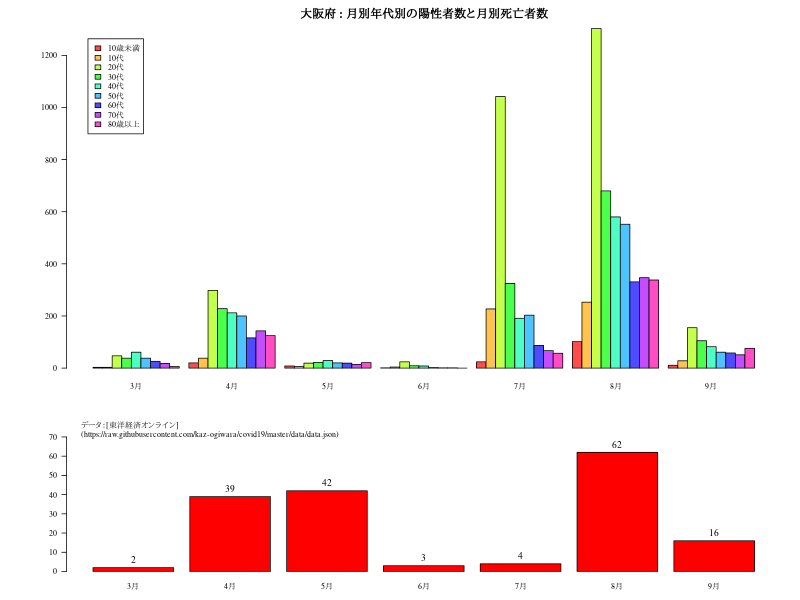 大阪府 : 月別年代別の陽性者数と月別死亡者数
1200
1000
800
600
400
200
0
10歳未満
10代
20代
30代
40代
50代
60代
70代
80歳以上
3月 4月 5月 6月 7月 8月 9月
データ : [東洋経済オンライン]
(https://raw.githubusercontent.com/kaz-ogiwara/covid19/master/data/data.json)
70
60
50
40
30
20
10
0
2 39 42 3 4 62 16
3月 4月 5月 6月 7月 8月 9月